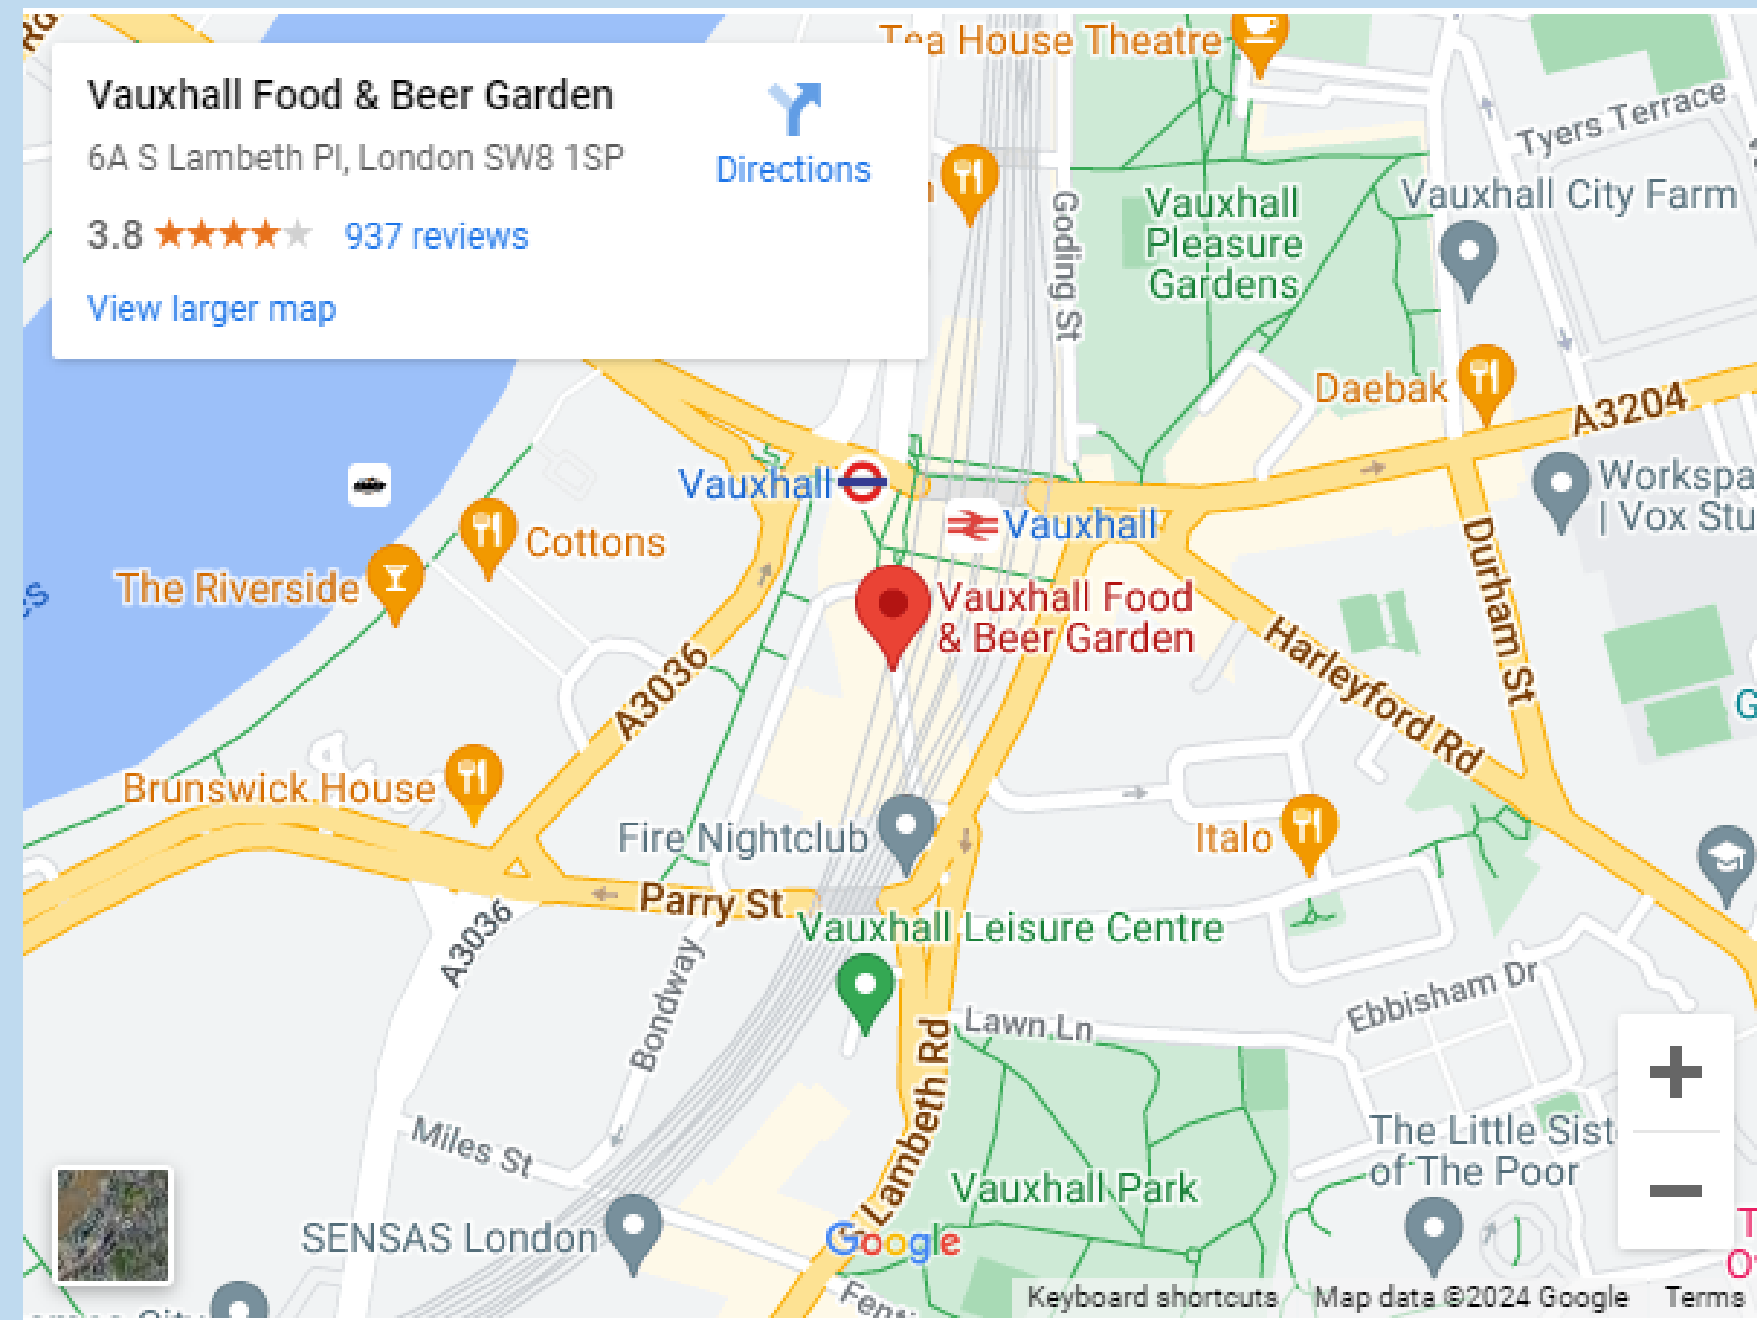 Rd
Tea House Theatre
Vauxhall Food & Beer Garden
6A S Lambeth Pl, London SW8 1SP
Directions
3.8
937 reviews
View larger map
Tyers Terrace
Vauxhall City Farm
Goding St
Vauxhall
Pleasure
Gardens
Daebak
A3204
Vauxhall
Vauxhall
Workspa
| Vox Stu
Cottons
The Riverside
Vauxhall Food
& Beer Garden
Durham St
Harleyford Rd
A3036
Brunswick House
Fire Nightclub
Italo
Parry St
Vauxhall Leisure Centre
A3036
Bondway
Lawn Ln
Ebbisham Dr
Lambeth Rd
Miles St
The Little Sist
of The Poor
Vauxhall Park
SENSAS London
Google
Keyboard shortcuts Map data ©2024 Google Terms